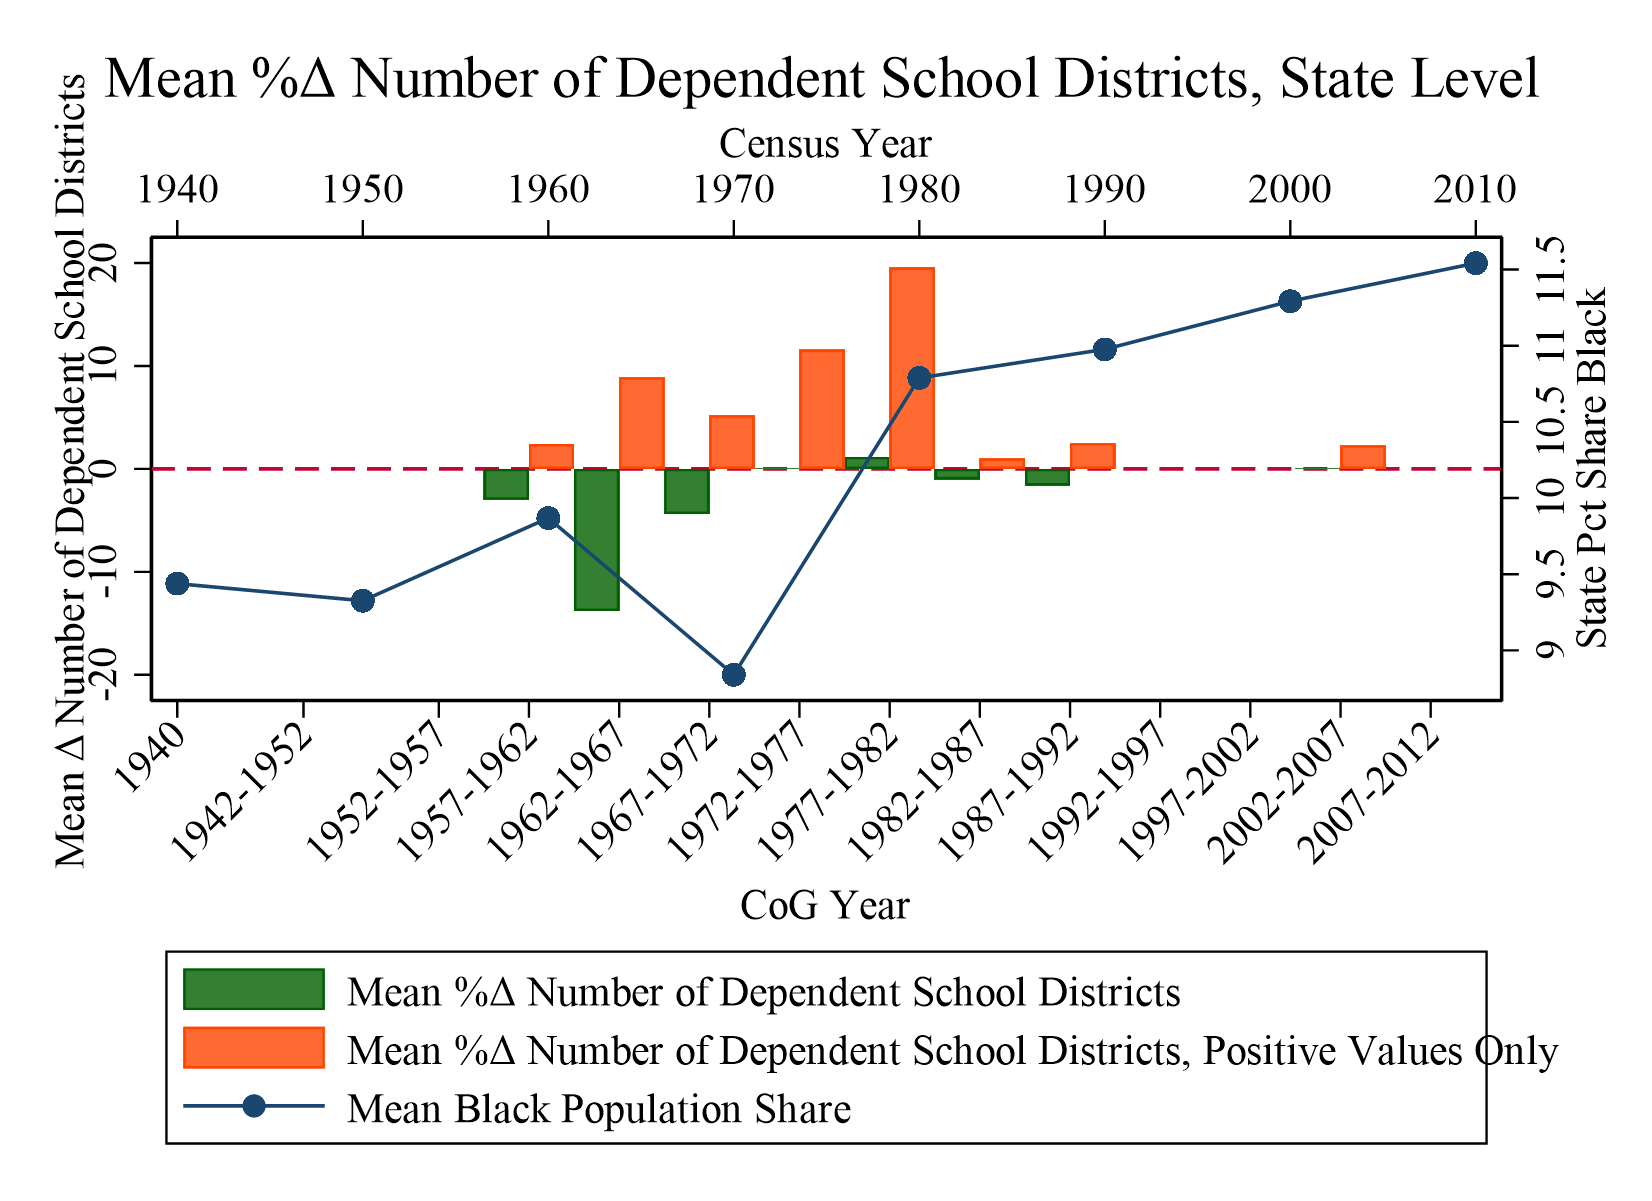 Mean %Δ Number of Dependent School Districts, State Level
Census Year
1940 1950 1960 1970 1980 1990 2000 2010
Mean Δ Number of Dependent School Districts
20
10
0
-10
-20
11.5
11
10.5
10
9.5
9
State Pct Share Black
1940
1942-1952
1952-1957
1957-1962
1962-1967
1967-1972
1972-1977
1977-1982
1982-1987
1987-1992
1992-1997
1997-2002
2002-2007
2007-2012
CoG Year
Mean %Δ Number of Dependent School Districts
Mean %Δ Number of Dependent School Districts, Positive Values Only
Mean Black Population Share